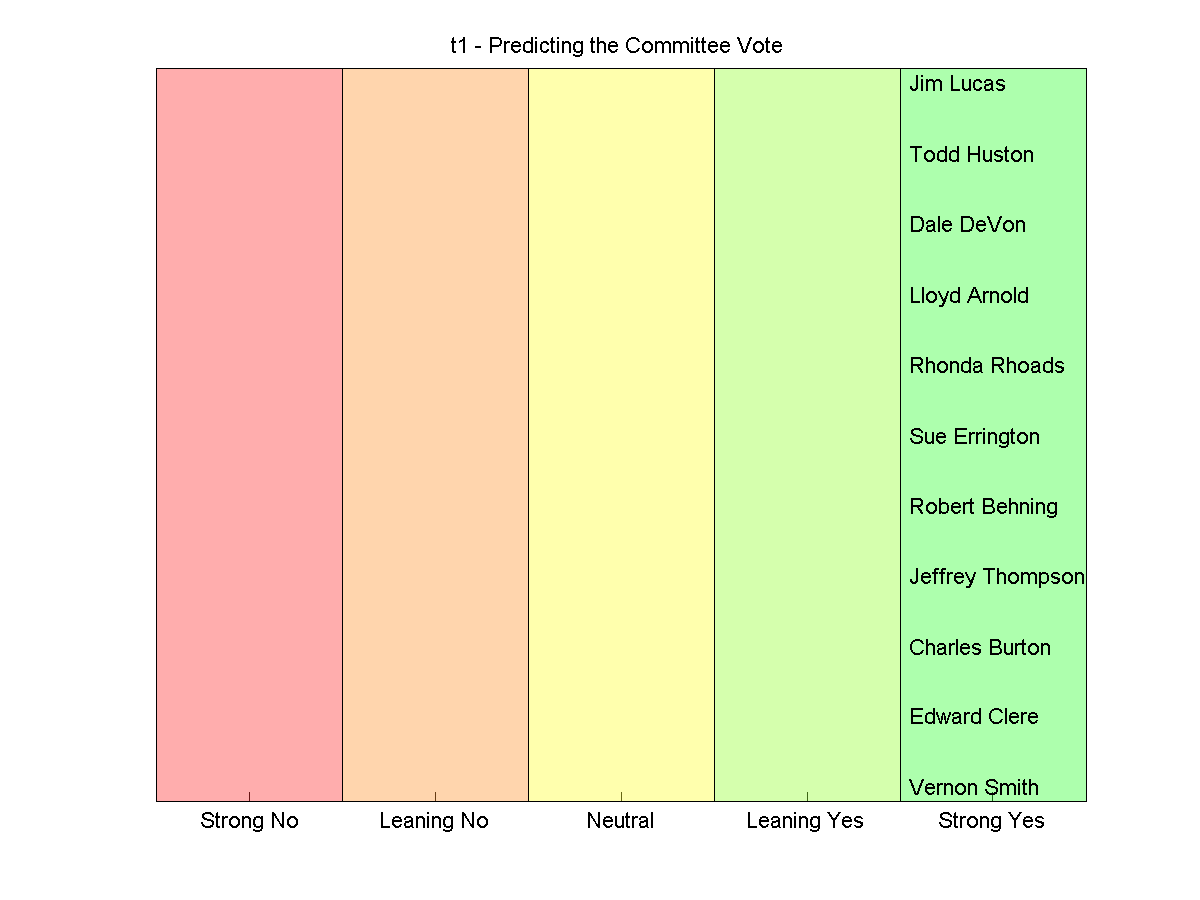 t1 - Predicting the Committee Vote
Jim Lucas
Todd Huston
Dale DeVon
Lloyd Arnold
Rhonda Rhoads
Sue Errington
Robert Behning
Jeffrey Thompson
Charles Burton
Edward Clere
Vernon Smith
Strong No Leaning No Neutral Leaning Yes Strong Yes